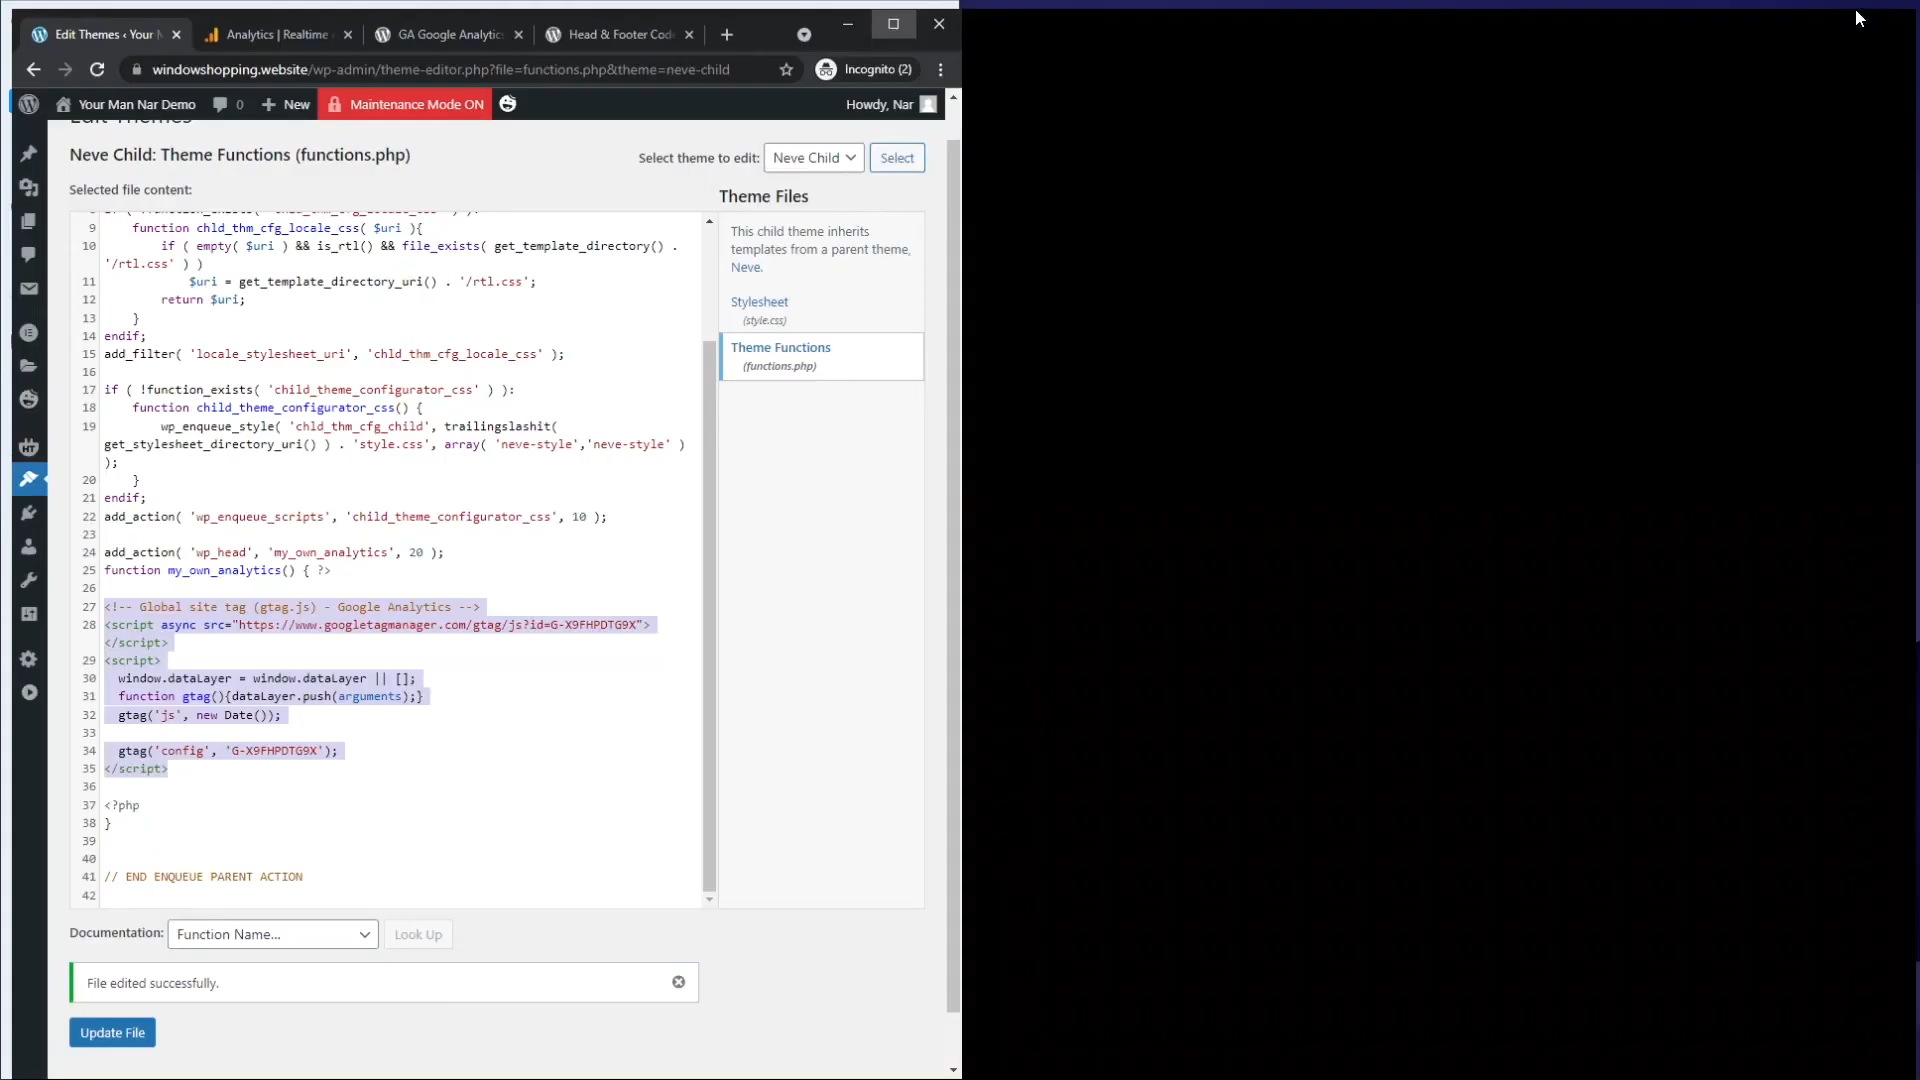 Edit Themes ‹ Your N
Analytics | Realtime
GA Google Analytics
Head & Footer Code
windowshopping.website/wp-admin/theme-editor.php?file=functions.php&theme=neve-child
Incognito (2)
Your Man Nar Demo
0
New
Maintenance Mode ON
Howdy, Nar
Edit Themes
Neve Child: Theme Functions (functions.php)
Select theme to edit:
Neve Child
Select
Selected file content:
9 function chld_thm_cfg_locale_css( $uri ){
10 if ( empty( $uri ) && is_rtl() && file_exists( get_template_directory() .
'/rtl.css' ) )
11 $uri = get_template_directory_uri() . '/rtl.css';
12 return $uri;
13 }
14 endif;
15 add_filter( 'locale_stylesheet_uri', 'chld_thm_cfg_locale_css' );
16
17 if ( !function_exists( 'child_theme_configurator_css' ) ):
18 function child_theme_configurator_css() {
19 wp_enqueue_style( 'chld_thm_cfg_child', trailingslashit(
get_stylesheet_directory_uri() ) . 'style.css', array( 'neve-style','neve-style' )
);
20 }
21 endif;
22 add_action( 'wp_enqueue_scripts', 'child_theme_configurator_css', 10 );
23
24 add_action( 'wp_head', 'my_own_analytics', 20 );
25 function my_own_analytics() { ?>
26
27 <!-- Global site tag (gtag.js) - Google Analytics -->
28 <script async src="https://www.googletagmanager.com/gtag/js?id=G-X9FHPDTG9X">
</script>
29 <script>
30 window.dataLayer = window.dataLayer || [];
31 function gtag(){dataLayer.push(arguments);}
32 gtag('js', new Date());
33
34 gtag('config', 'G-X9FHPDTG9X');
35 </script>
36
37 <?php
38 }
39
40
41 // END ENQUEUE PARENT ACTION
42
Theme Files
This child theme inherits
templates from a parent theme,
Neve.
Stylesheet
(style.css)
Theme Functions
(functions.php)
Documentation:
Function Name...
Look Up
File edited successfully.
Update File